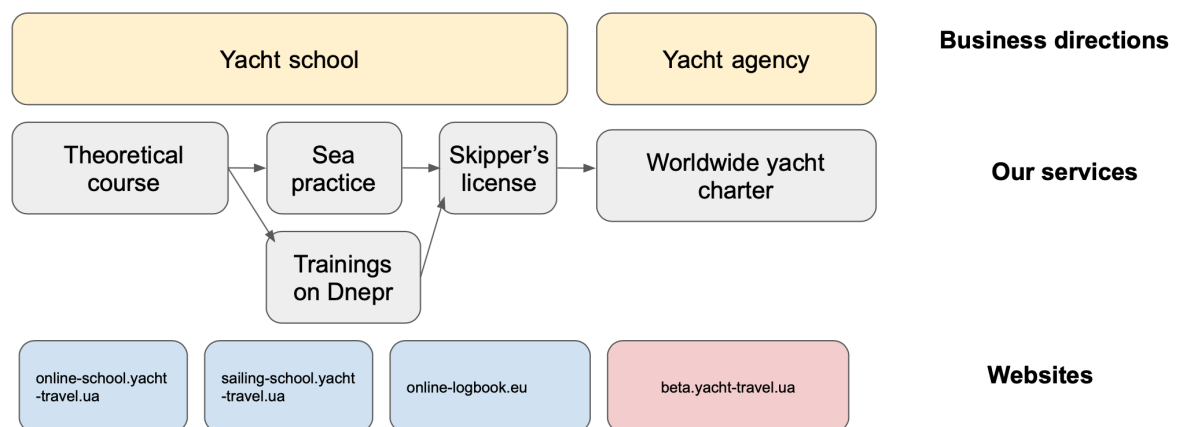 Yacht school
Yacht agency
Business directions
Theoretical
course
Sea
practice
Skipper's
license
Worldwide yacht
charter
Our services
Trainings
on Dnepr
online-school.yacht
-travel.ua
sailing-school.yacht
-travel.ua
online-logbook.eu
beta.yacht-travel.ua
Websites